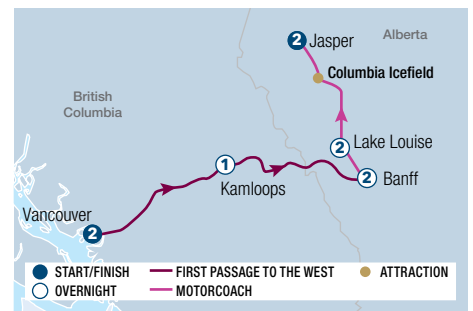 2 Jasper
Alberta
Columbia Icefield
British
Columbia
2 Lake Louise
1
Kamloops
2 Banff
Vancouver
2
START/FINISH
FIRST PASSAGE TO THE WEST
ATTRACTION
OVERNIGHT
MOTORCOACH